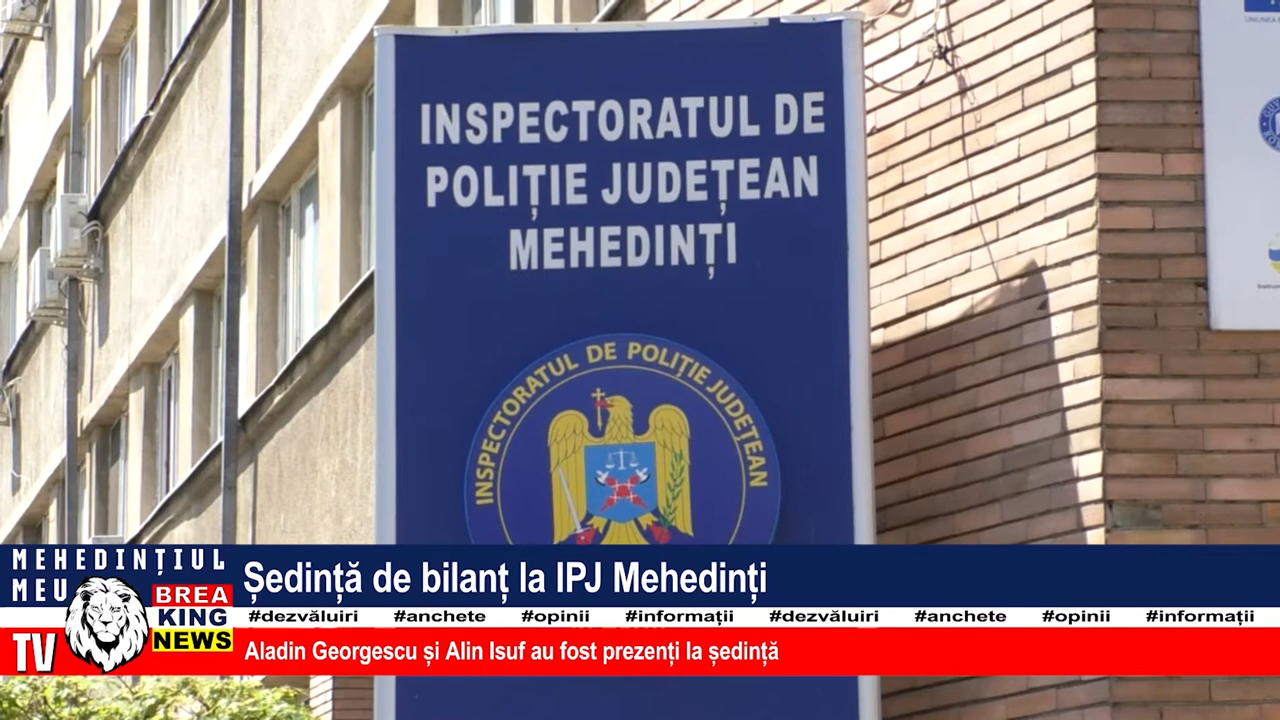 INSPECTORATUL DE
POLIȚIE JUDEȚEAN
MEHEDINȚI
INSPECTORATUL DE POLIȚIE JUDEȚEAN
MEHEDINȚIUL
MEU
TV
BREA
KING
NEWS
Ședință de bilanț la IPJ Mehedinți
#dezvăluiri #anchete #opinii #informații #dezvăluiri #anchete #opinii #informații
Aladin Georgescu și Alin Isuf au fost prezenți la ședință